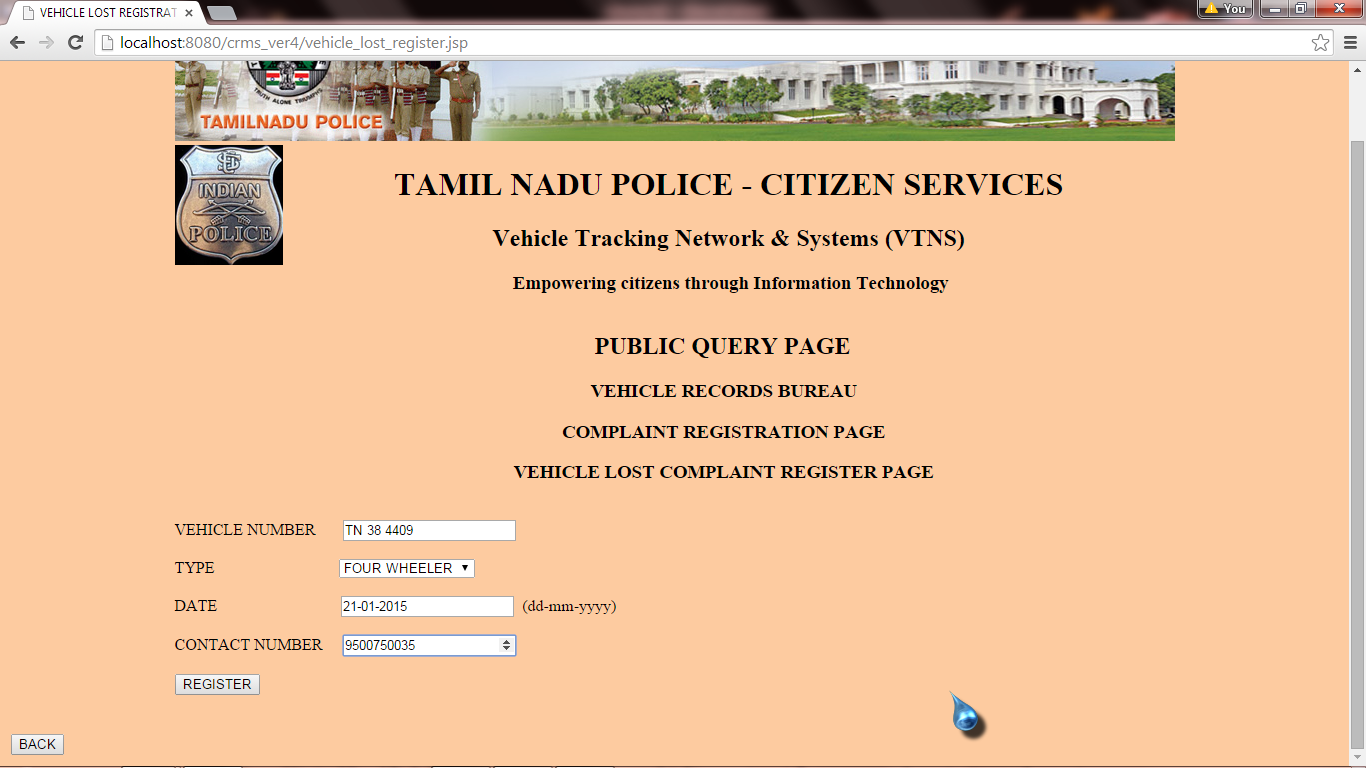 VEHICLE LOST REGISTRAT
You
localhost:8080/crms_ver4/vehicle_lost_register.jsp
TRUTH ALONE TRIUMPHS
TAMILNADU POLICE
INDIAN
POLICE
TAMIL NADU POLICE - CITIZEN SERVICES
Vehicle Tracking Network & Systems (VTNS)
Empowering citizens through Information Technology
PUBLIC QUERY PAGE
VEHICLE RECORDS BUREAU
COMPLAINT REGISTRATION PAGE
VEHICLE LOST COMPLAINT REGISTER PAGE
VEHICLE NUMBER TN 38 4409
TYPE FOUR WHEELER
DATE 21-01-2015 (dd-mm-yyyy)
CONTACT NUMBER 9500750035
REGISTER
BACK